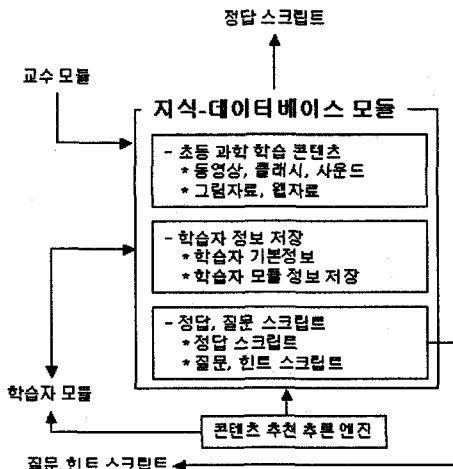 정답 스크립트
교수 모듈
지식-데이터베이스 모듈
- 초등 과학 학습 콘텐츠
* 동영상, 플래시, 사운드
* 그림자료, 웹자료
- 학습자 정보 저장
* 학습자 기본정보
* 학습자 모듈 정보 저장
- 정답, 질문 스크립트
* 정답 스크립트
* 질문, 힌트 스크립트
학습자 모듈
콘텐츠 추천 추론 엔진
질문 힌트 스크립트